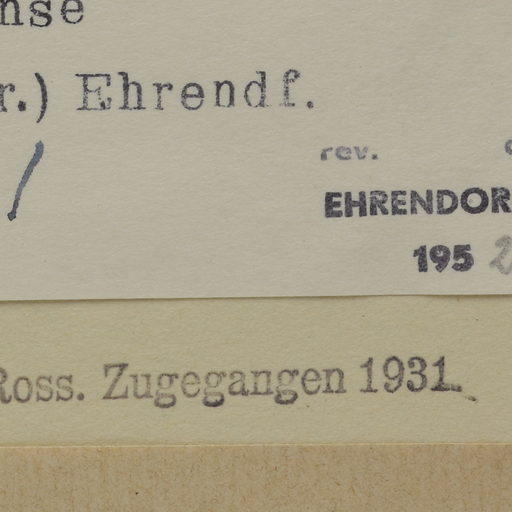 nse
r.) Ehrendf.
rev.
EHRENDOR
195
Ross. Zugegangen 1931.